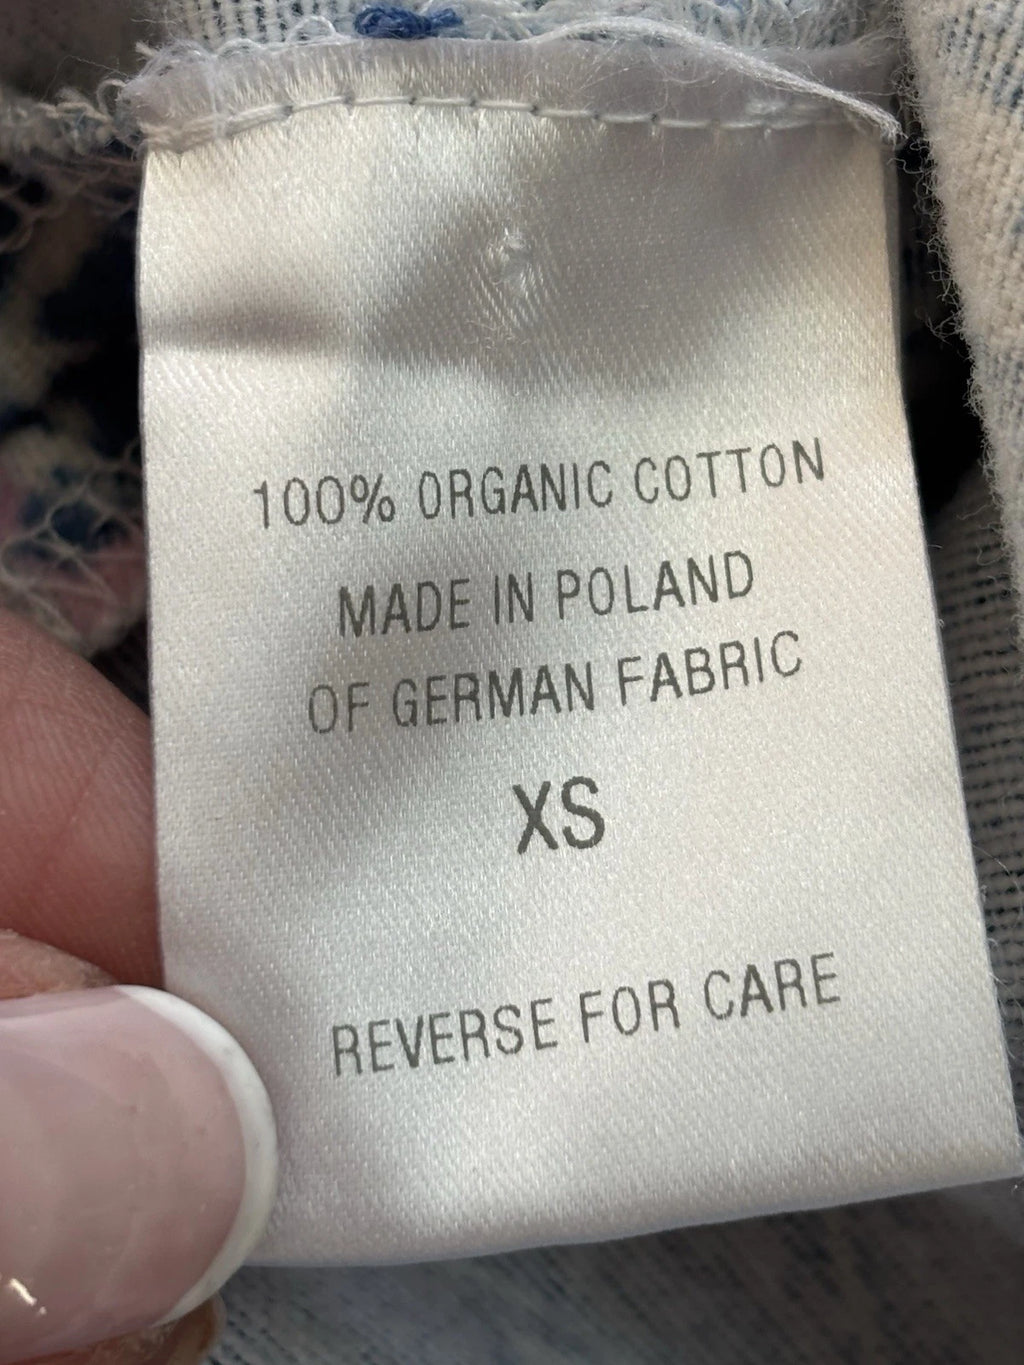 100% ORGANIC COTTON
MADE IN POLAND
OF GERMAN FABRIC
XS
REVERSE FOR CARE